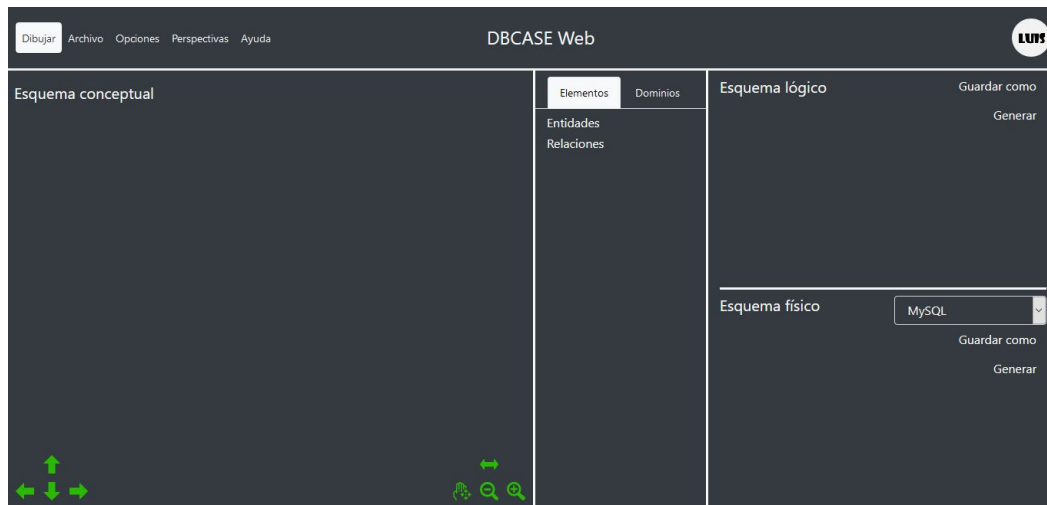 Dibujar Archivo Opciones Perspectivas Ayuda
DBCASE Web
LUIS
Esquema conceptual
Elementos Dominios
Entidades
Relaciones
Esquema lógico
Guardar como
Generar
Esquema físico
MySQL
Guardar como
Generar